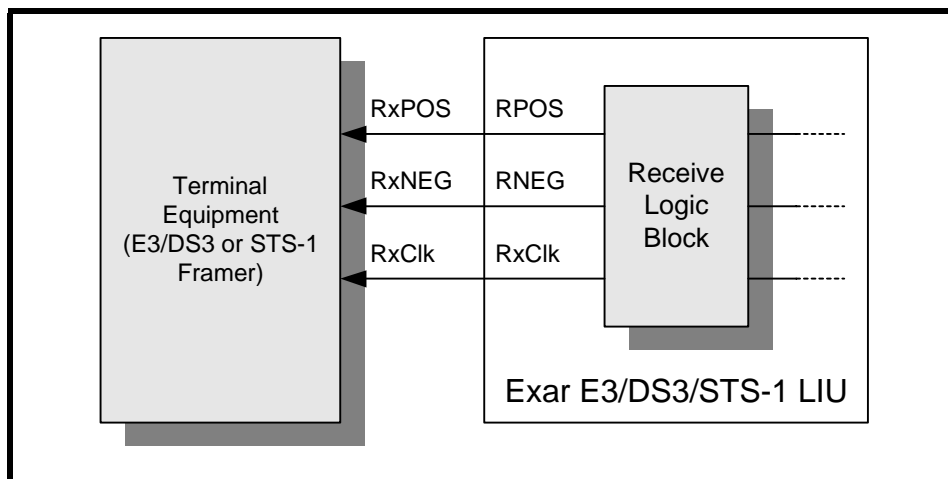 RxPOS RPOS
RxNEG RNEG
RxClk RxClk
Terminal
Equipment
(E3/DS3 or STS-1
Framer)
Receive
Logic
Block
Exar E3/DS3/STS-1 LIU